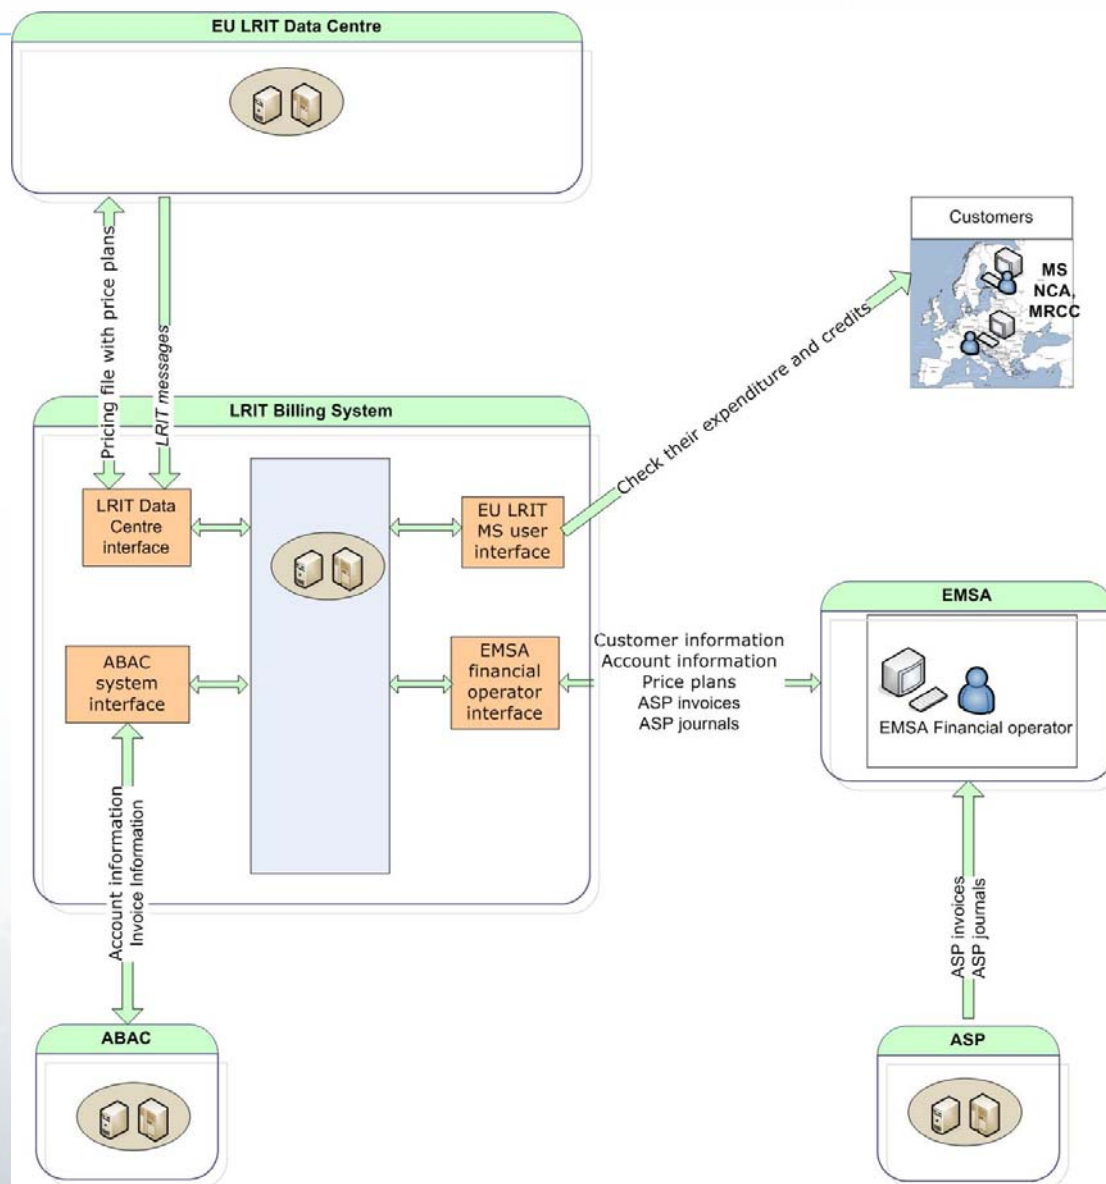 EU LRIT Data Centre
Pricing file with price plans
LRIT messages
Customers
MS
NCA,
MRCC
Check their expenditure and credits
LRIT Billing System
LRIT Data
Centre
interface
EU LRIT
MS user
interface
ABAC
system
interface
EMSA
financial
operator
interface
Customer information
Account information
Price plans
ASP invoices
ASP journals
EMSA
EMSA Financial operator
Account information
Invoice Information
ASP invoices
ASP journals
ABAC
ASP